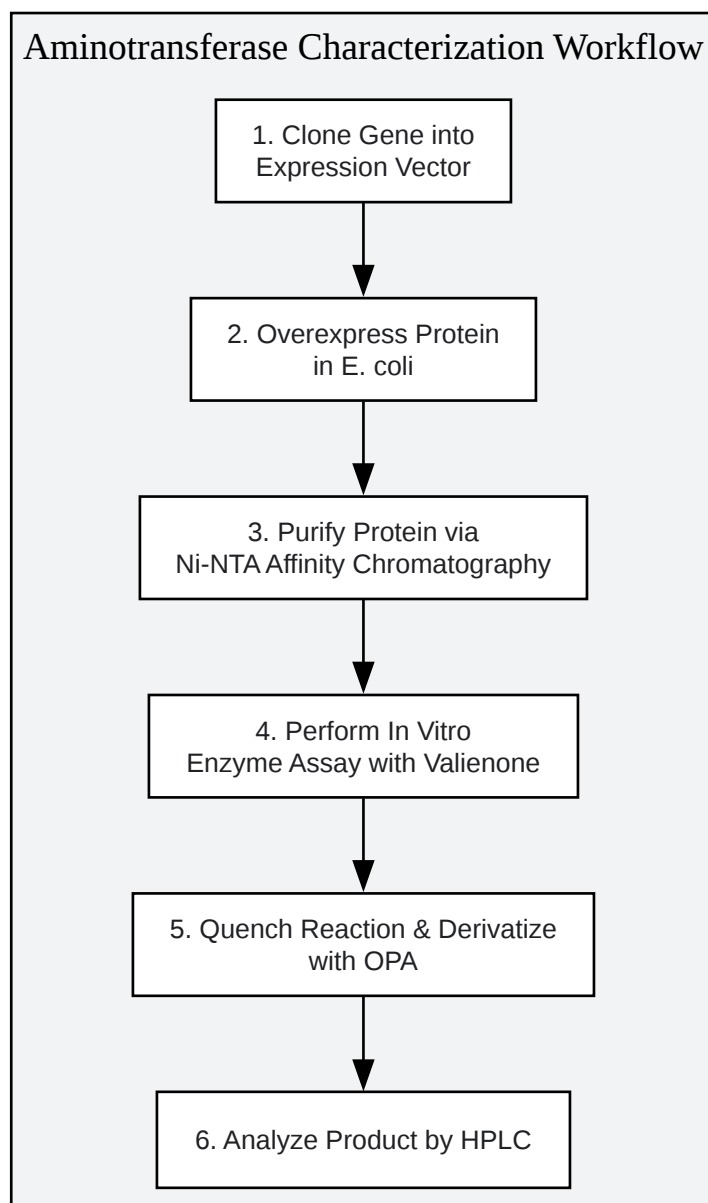 Aminotransferase Characterization Workflow
1. Clone Gene into
Expression Vector
2. Overexpress Protein
in E. coli
3. Purify Protein via
Ni-NTA Affinity Chromatography
4. Perform In Vitro
Enzyme Assay with Valienone
5. Quench Reaction & Derivatize
with OPA
6. Analyze Product by HPLC